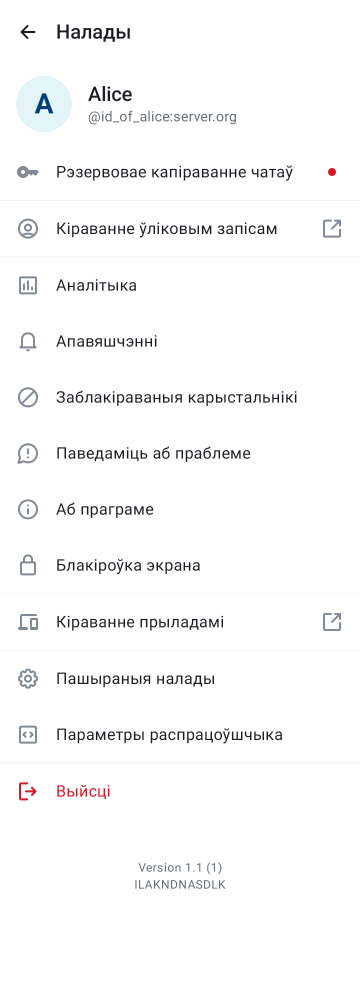 Налады
A
Alice
@id_of_alice:server.org
Рэзервовае капіраванне чатаў
Кіраванне ўліковым запісам
Аналітыка
Апавяшчэнні
Заблакіраваныя карыстальнікі
Паведаміць аб праблеме
Аб праграме
Блакіроўка экрана
Кіраванне прыладамі
Пашыраныя налады
Параметры распрацоўшчыка
Выйсці
Version 1.1 (1)
ILAKNDNASDLK